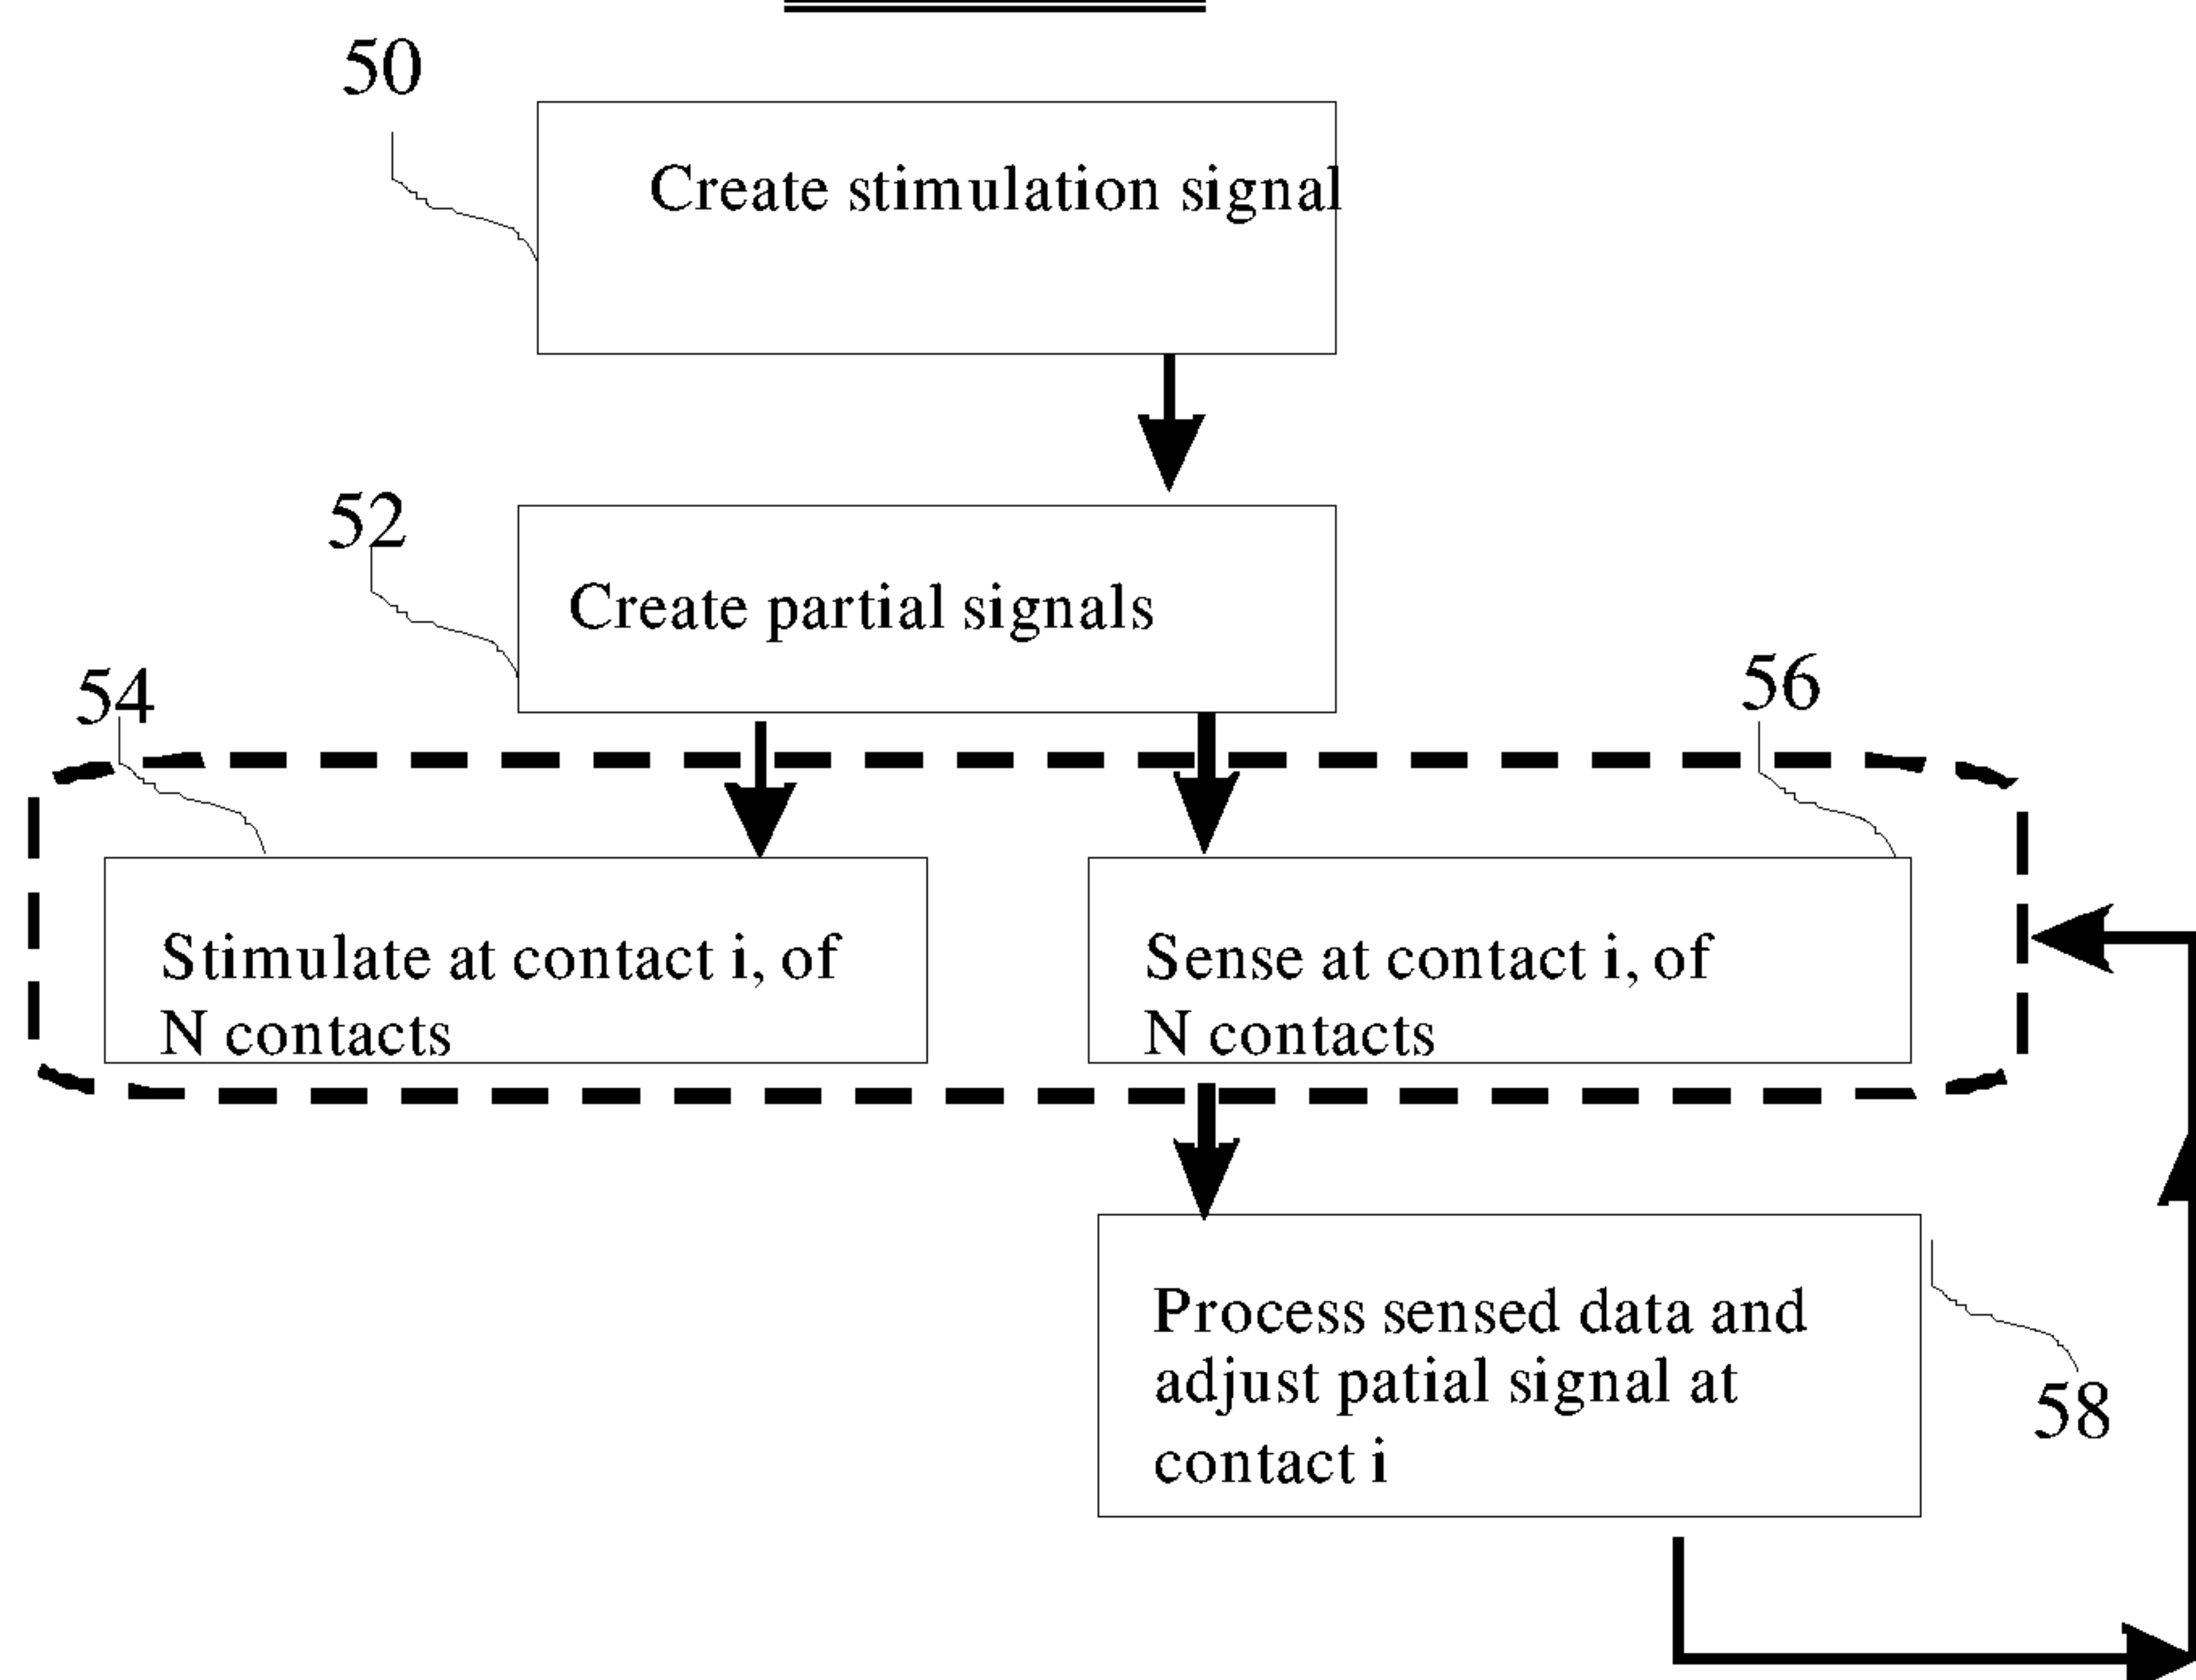 50
Create stimulation signal
52
Create partial signals
54
56
Stimulate at contact i, of
N contacts
Sense at contact i, of
N contacts
Process sensed data and
adjust patial signal at
contact i
58